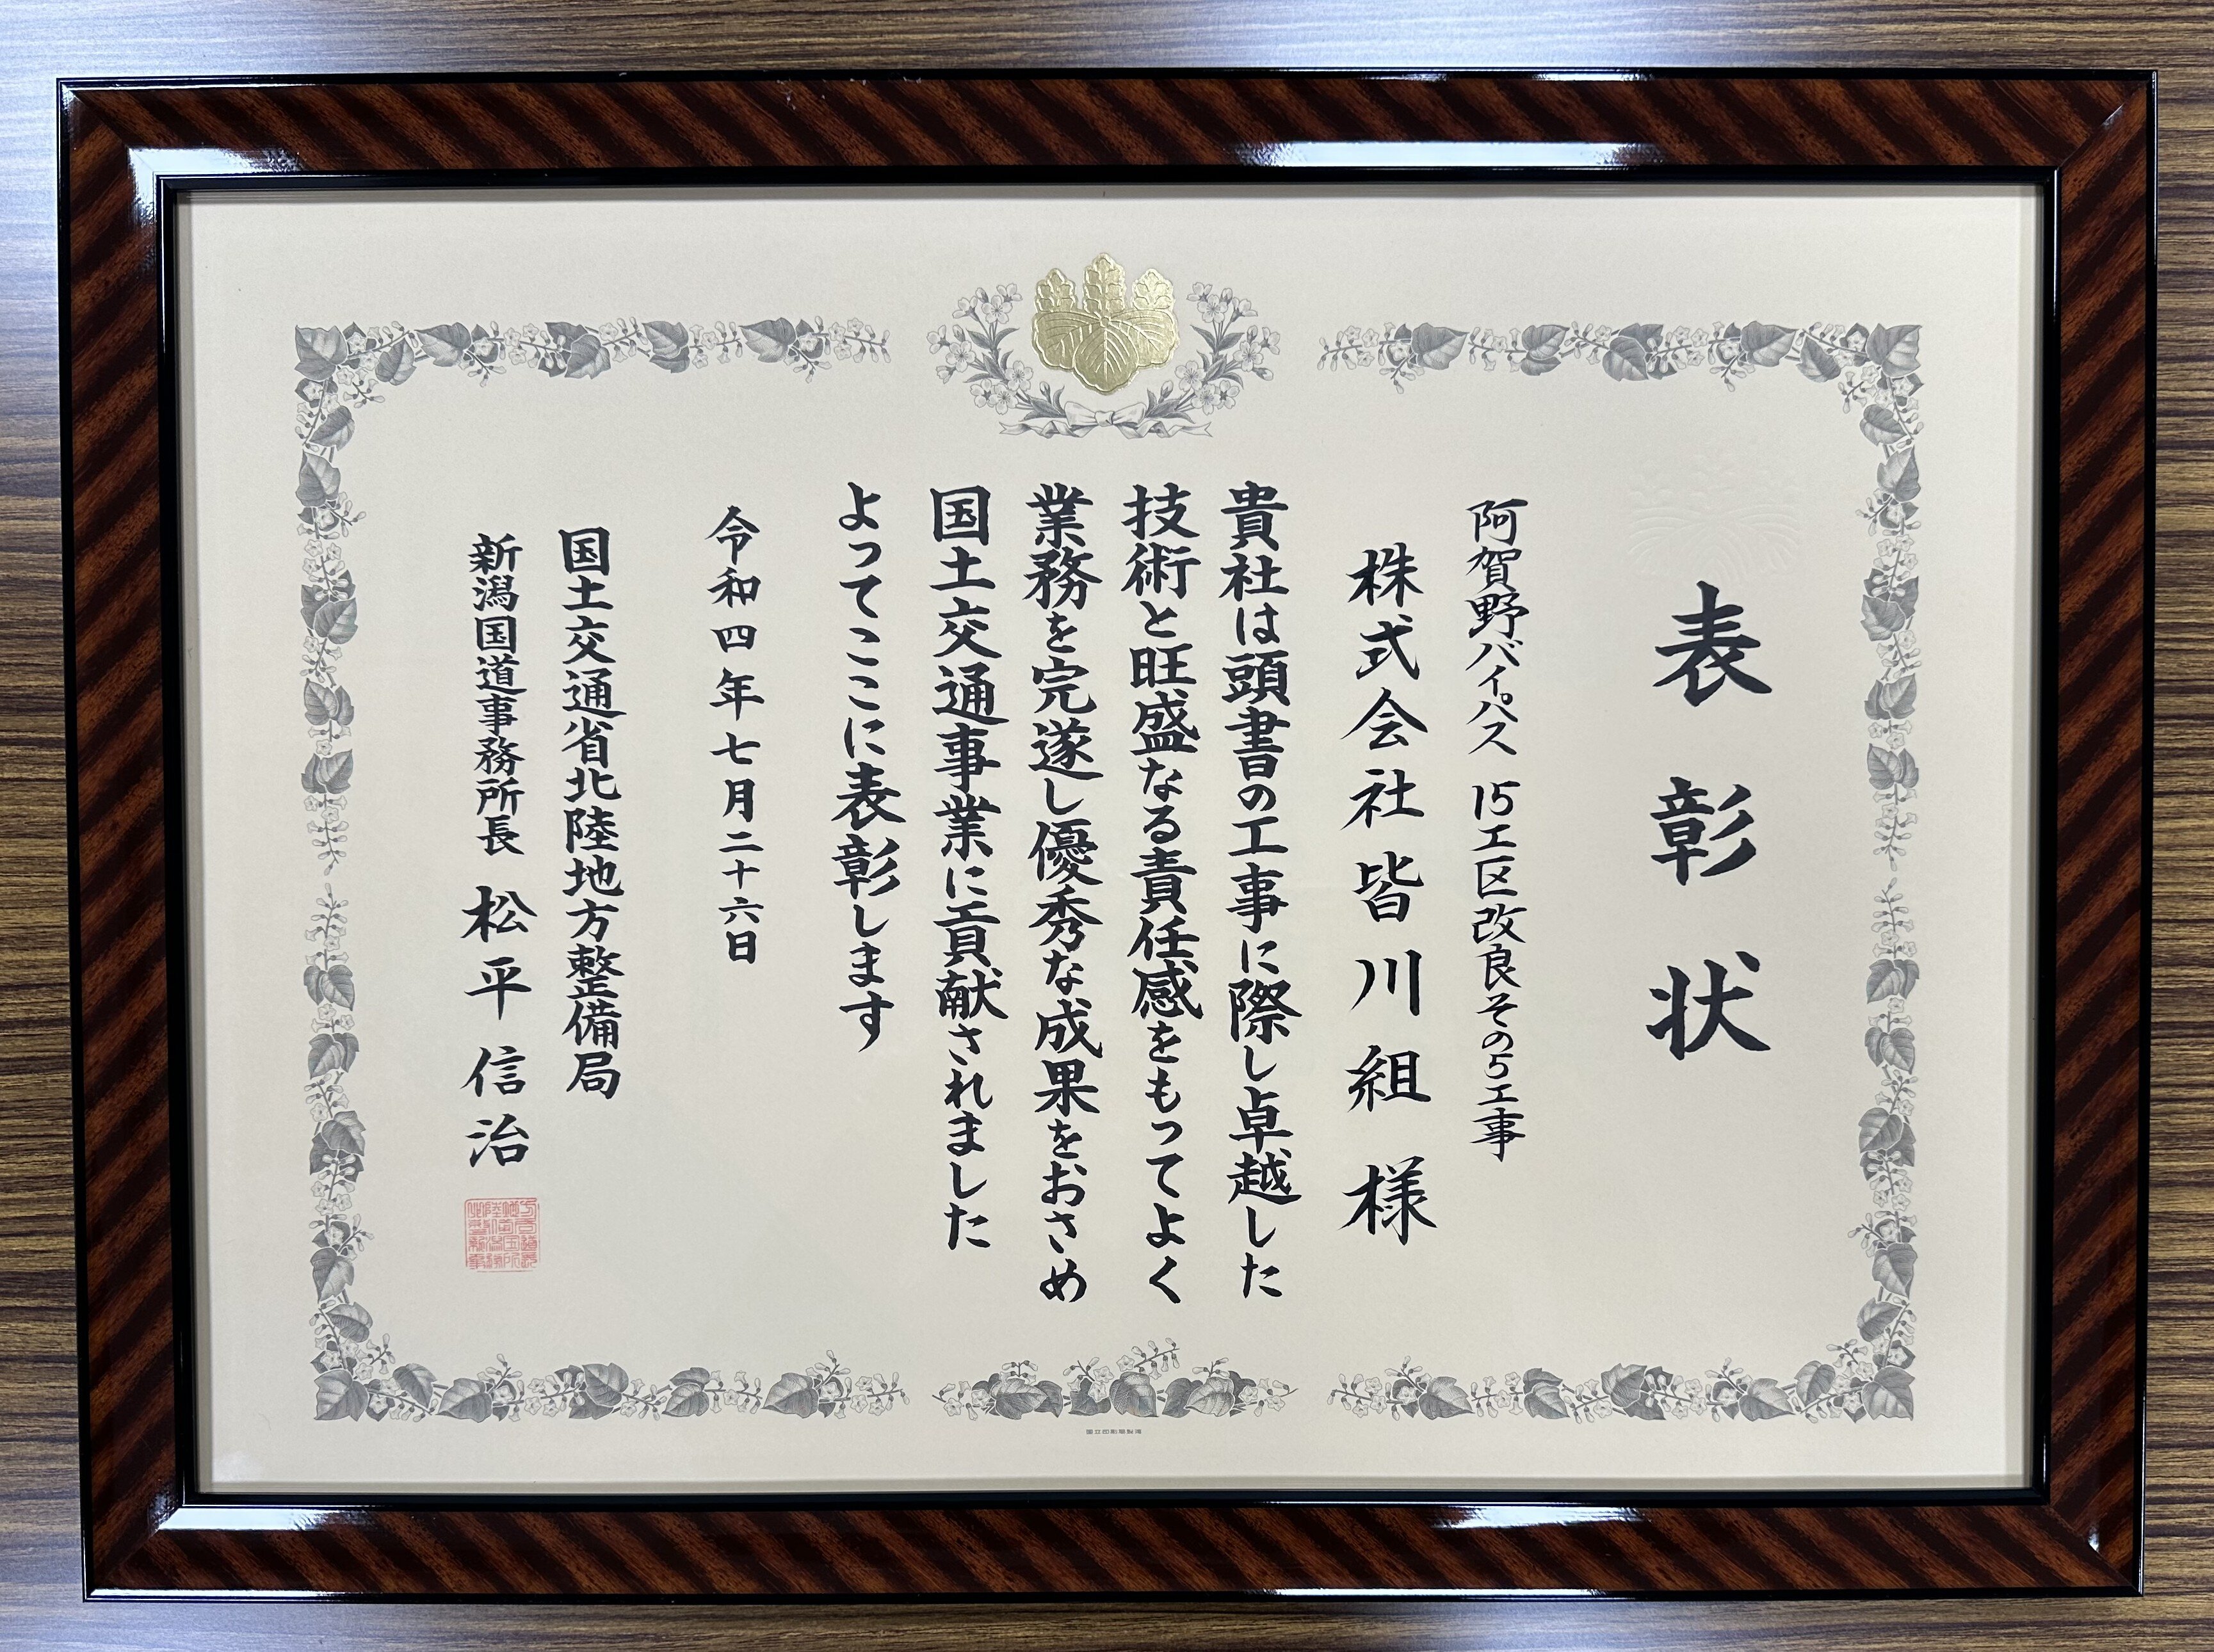 表彰状
阿賀野バイパス 15工区改良その5工事
株式会社皆川組 様
貴社は頭書の工事に際し卓越した
技術と旺盛なる責任感をもってよく
業務を完遂し優秀な成果をおさめ
国土交通事業に貢献されました
よってここに表彰します
令和四年七月二十六日
国土交通省北陸地方整備局
新潟国道事務所長 松平信治
国立印刷局製造